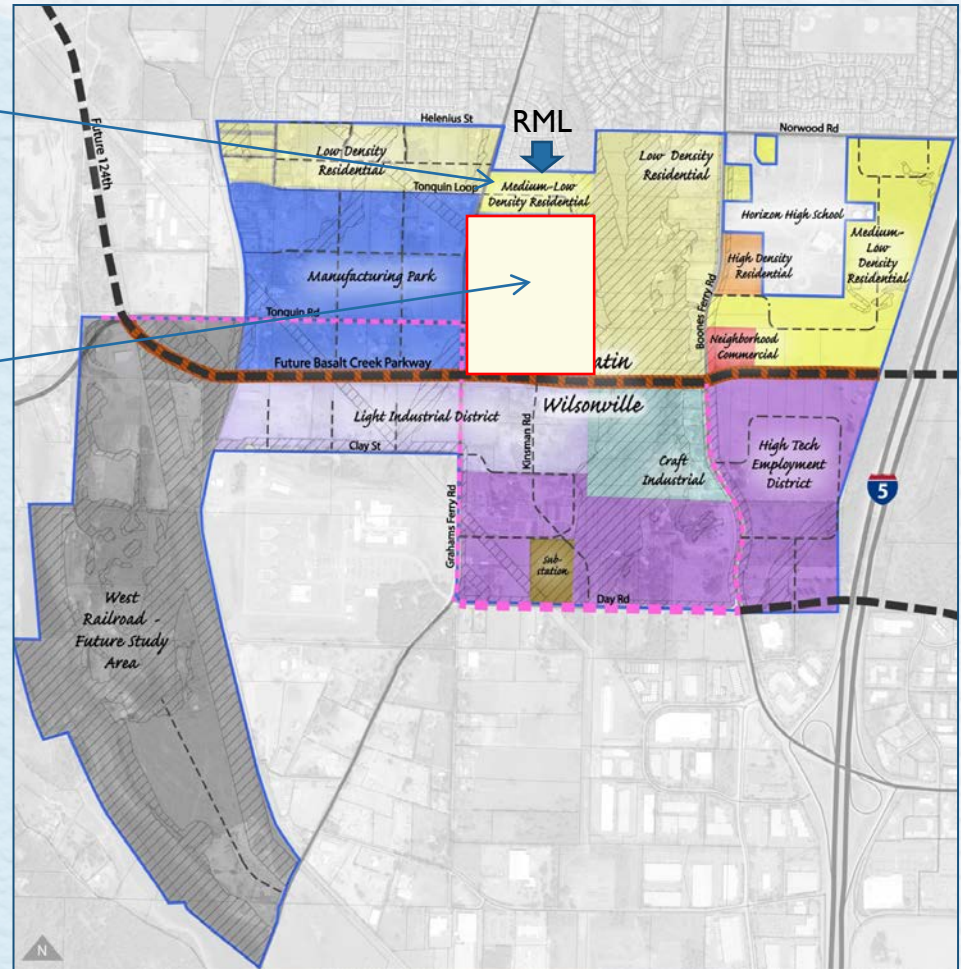 RML
Helenius St
Norwood Rd
Future 124th
Low Density
Residential
Low Density
Residential
Tonquin Loop
Medium-Low
Density Residential
Horizon High School
Medium-
Low
Density
Residential
High Density
Residential
Manufacturing Park
Boones Ferry Rd
Tonquin Rd
Neighborhood
Commercial
Future Basalt Creek Parkway
atin
Wilsonville
Light Industrial District
Kinsman Rd
Clay St
Craft
Industrial
High Tech
Employment
District
5
Grahams Ferry Rd
Sub-
station
Day Rd
West
Railroad -
Future Study
Area
N